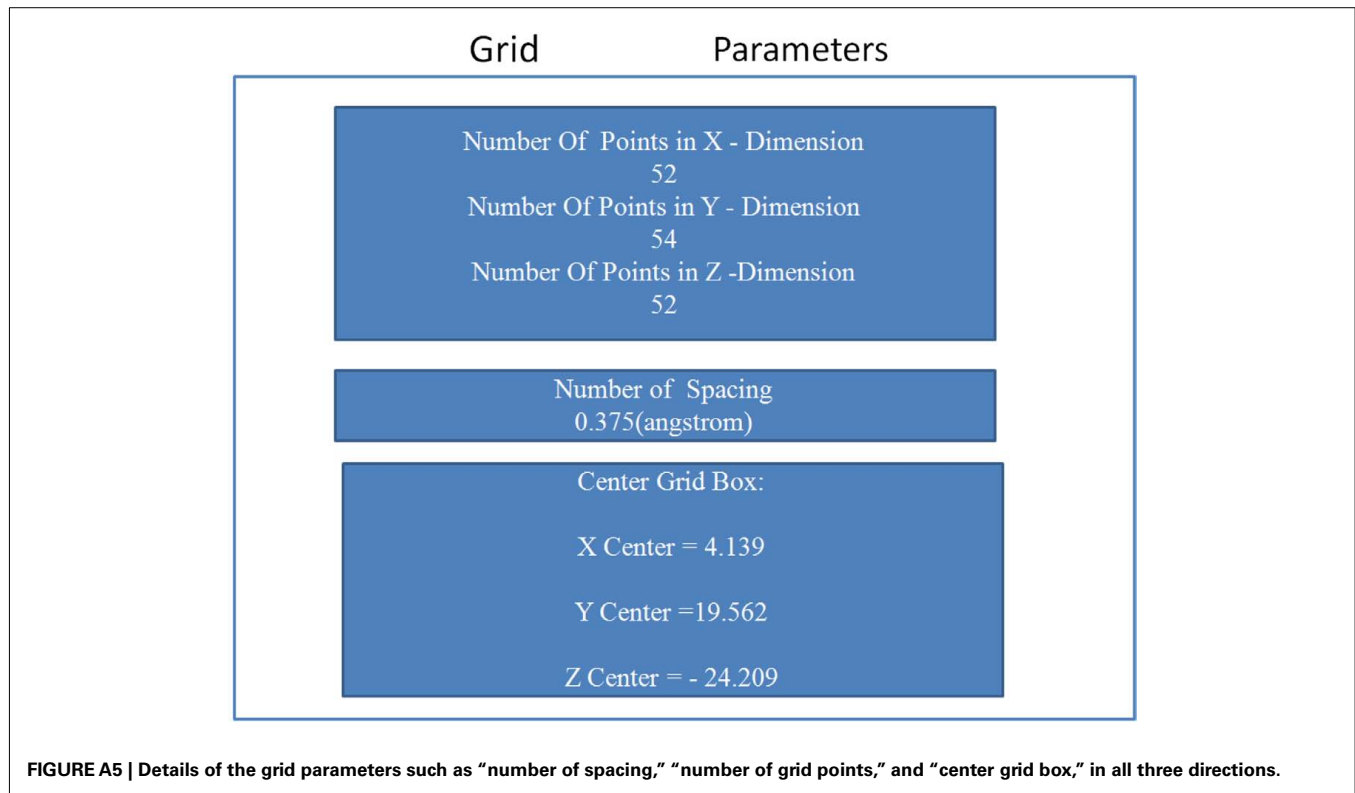 Grid Parameters
Number Of Points in X - Dimension
52
Number Of Points in Y - Dimension
54
Number Of Points in Z -Dimension
52
Number of Spacing
0.375(angstrom)
Center Grid Box:
X Center = 4.139
Y Center =19.562
Z Center = - 24.209
FIGURE A5 | Details of the grid parameters such as “number of spacing,” “number of grid points,” and “center grid box,” in all three directions.